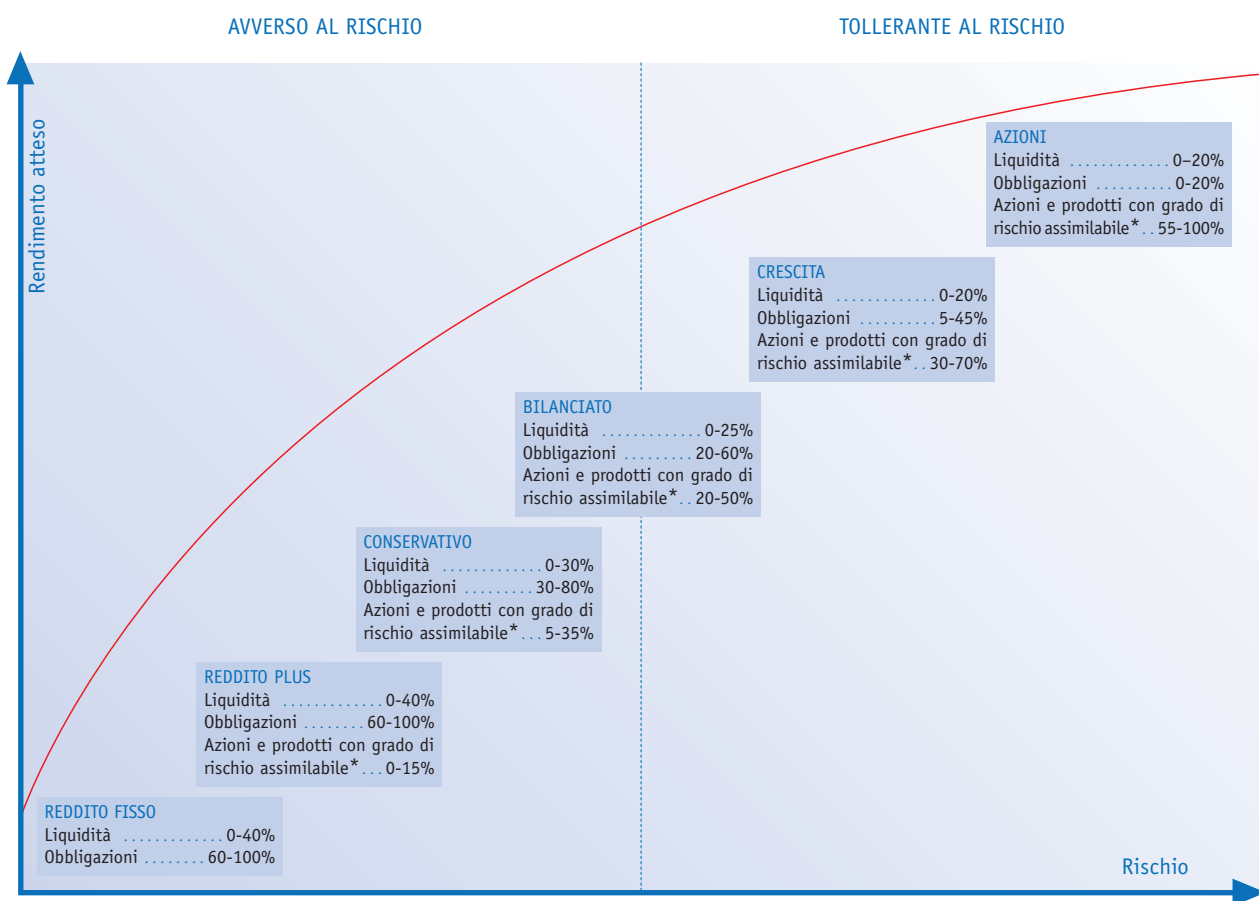 AVVERSO AL RISCHIO
TOLLERANTE AL RISCHIO
Rendimento atteso
AZIONI
Liquidità ............. 0–20%
Obbligazioni .......... 0-20%
Azioni e prodotti con grado di
rischio assimilabile* .. 55-100%
CRESCITA
Liquidità ............. 0-20%
Obbligazioni .......... 5-45%
Azioni e prodotti con grado di
rischio assimilabile* .. 30-70%
BILANCIATO
Liquidità ............. 0-25%
Obbligazioni ......... 20-60%
Azioni e prodotti con grado di
rischio assimilabile* .. 20-50%
CONSERVATIVO
Liquidità ............. 0-30%
Obbligazioni ......... 30-80%
Azioni e prodotti con grado di
rischio assimilabile* ... 5-35%
REDDITO PLUS
Liquidità ............. 0-40%
Obbligazioni ........ 60-100%
Azioni e prodotti con grado di
rischio assimilabile* ... 0-15%
REDDITO FISSO
Liquidità ............. 0-40%
Obbligazioni ........ 60-100%
Rischio